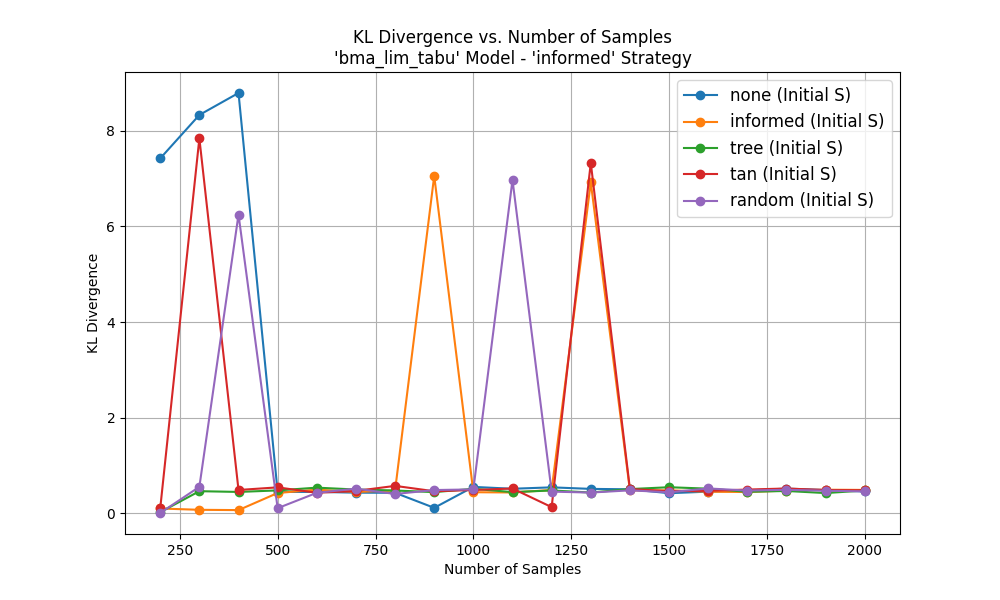 KL Divergence vs. Number of Samples
'bma_lim_tabu' Model - 'informed' Strategy
none (Initial S)
informed (Initial S)
tree (Initial S)
tan (Initial S)
random (Initial S)
KL Divergence
8
6
4
2
0
250 500 750 1000 1250 1500 1750 2000
Number of Samples